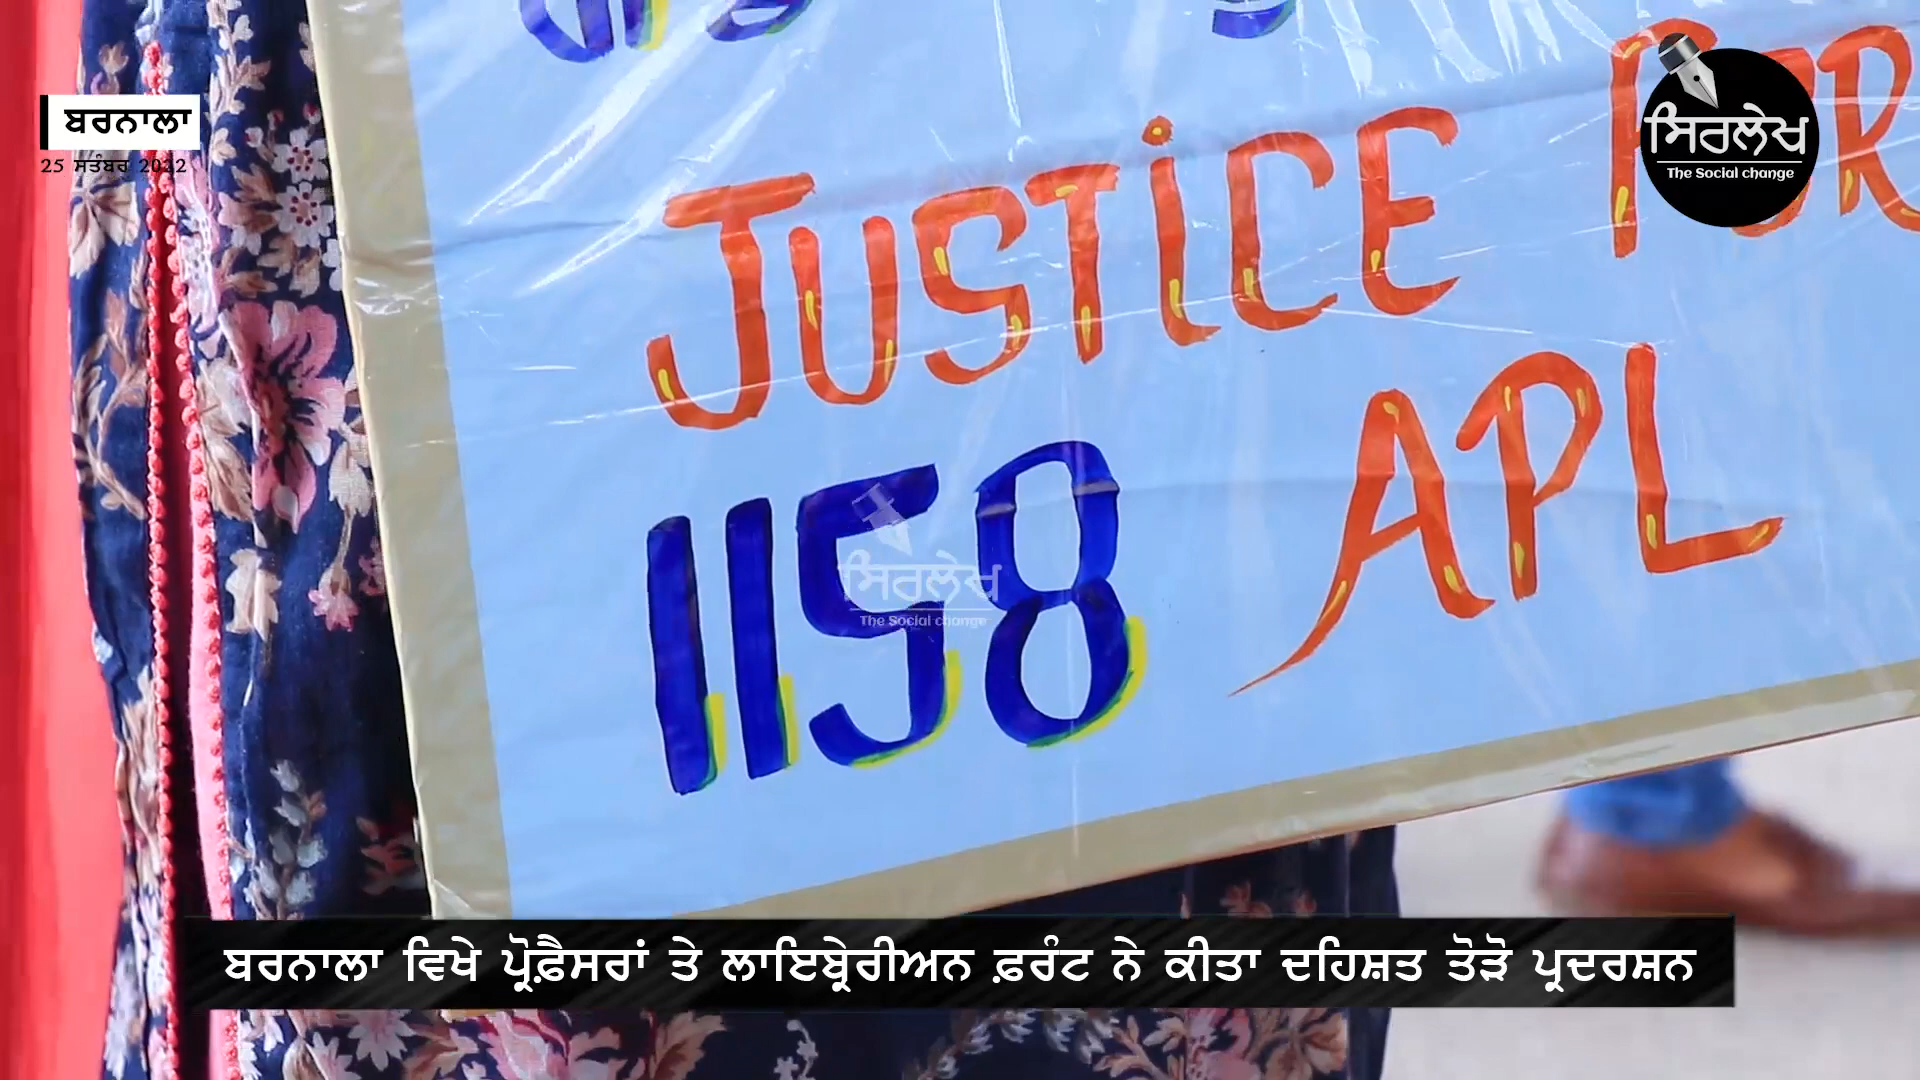 ਬਰਨਾਲਾ
25 ਸਤੰਬਰ 2022
ਸਿਰਲੇਖ
The Social change
JUSTiCE FOR
1158 APL
ਸਿਰਲੇਖ
The Social change
ਬਰਨਾਲਾ ਵਿਖੇ ਪ੍ਰੋਫ਼ੈਸਰਾਂ ਤੇ ਲਾਇਬ੍ਰੇਰੀਅਨ ਫ਼ਰੰਟ ਨੇ ਕੀਤਾ ਦਹਿਸ਼ਤ ਤੋੜੋ ਪ੍ਰਦਰਸ਼ਨ